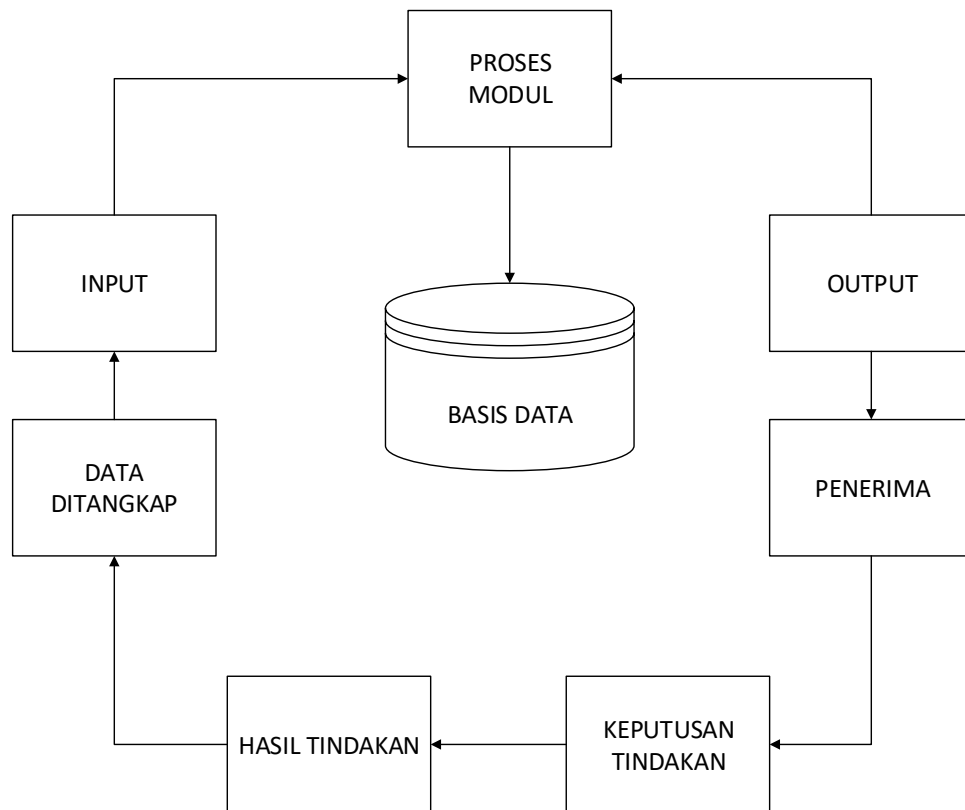 PROSES
MODUL
INPUT
OUTPUT
BASIS DATA
DATA
DITANGKAP
PENERIMA
HASIL TINDAKAN
KEPUTUSAN
TINDAKAN